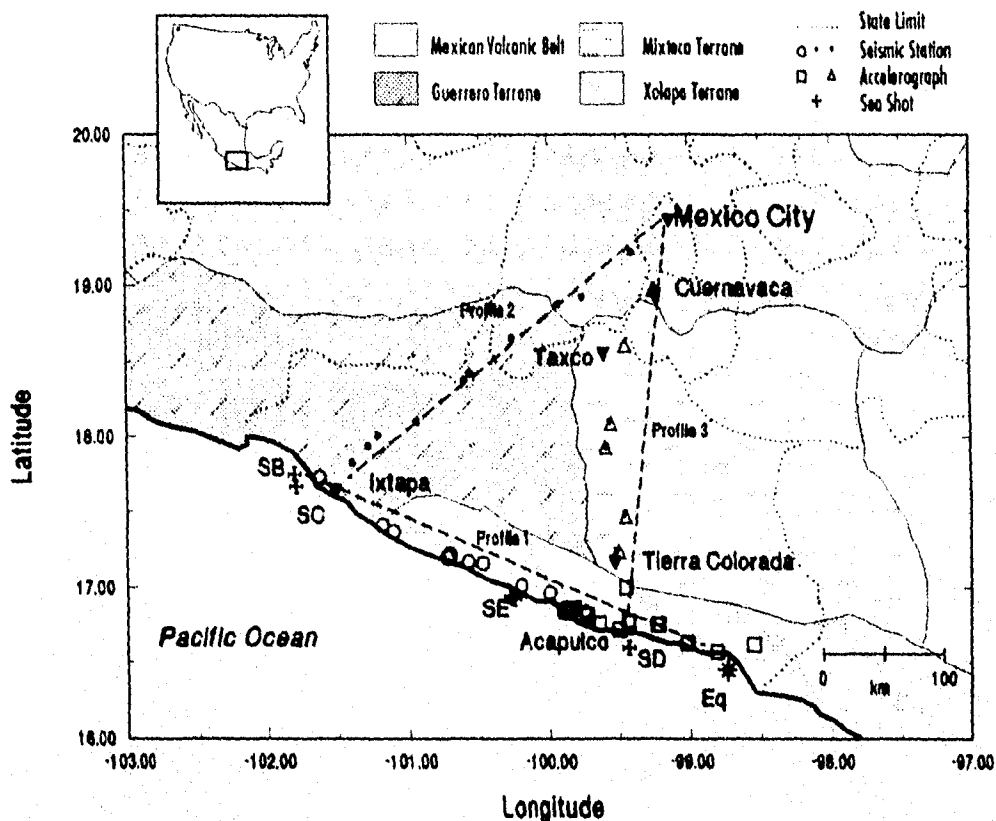 Mexican Volcanic Belt
Mixteca Terrane
Guerrero Terrane
Xolapa Terrane
State Limit
Seismic Station
Accelerograph
Sea Shot
20.00
19.00
18.00
17.00
16.00
Latitude
Mexico City
Cuernavaca
Profile 2
Taxco
Profile 3
SB
Ixtapa
SC
Profile 1
Tierra Colorada
SE
Pacific Ocean
Acapulco
SD
Eq
0 100
km
-103.00 -102.00 -101.00 -100.00 -99.00 -98.00 -97.00
Longitude